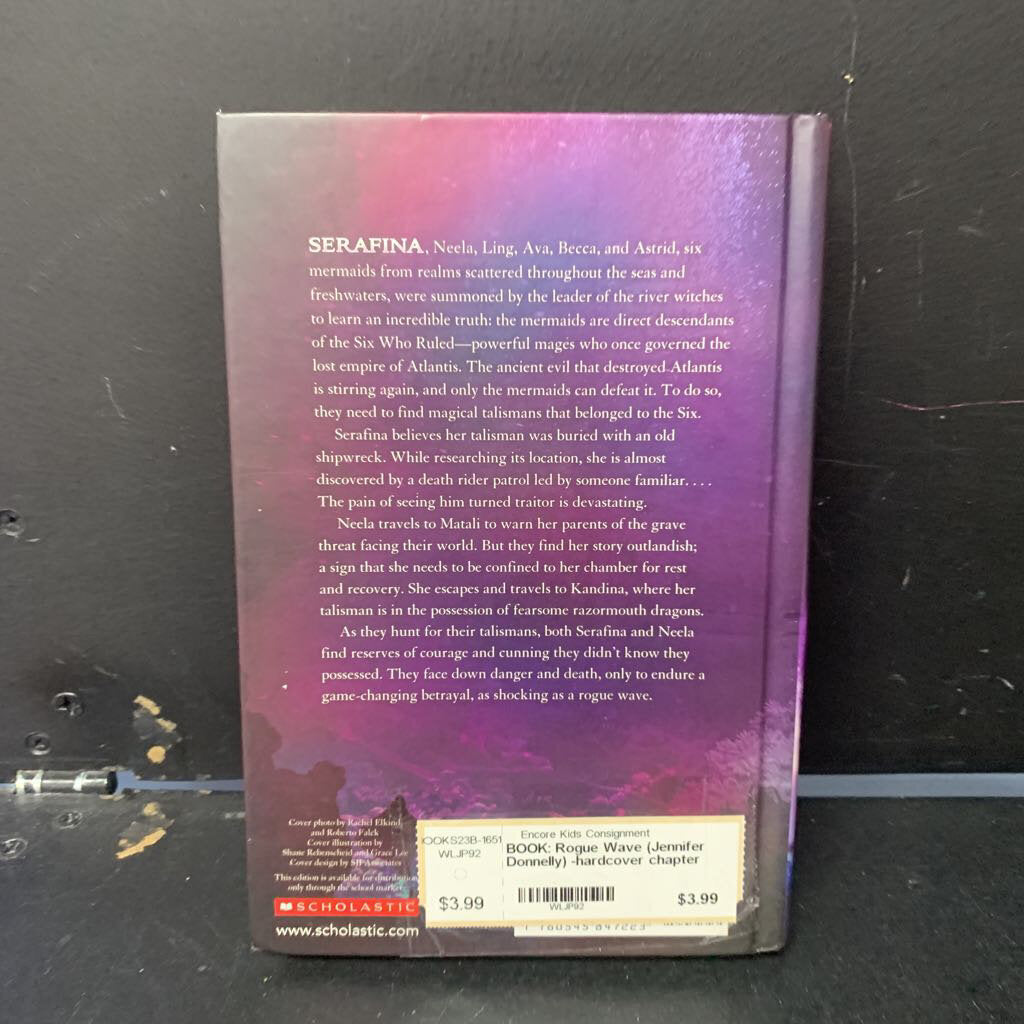 SERAFINA, Neela, Ling, Ava, Becca, and Astrid, six
mermaids from realms scattered throughout the seas and
freshwaters, were summoned by the leader of the river witches
to learn an incredible truth: the mermaids are direct descendants
of the Six Who Ruled—powerful mages who once governed the
lost empire of Atlantis. The ancient evil that destroyed Atlantis
is stirring again, and only the mermaids can defeat it. To do so,
they need to find magical talismans that belonged to the Six.
Serafina believes her talisman was buried with an old
shipwreck. While researching its location, she is almost
discovered by a death rider patrol led by someone familiar. . . .
The pain of seeing him turned traitor is devastating.
Neela travels to Matali to warn her parents of the grave
threat facing their world. But they find her story outlandish;
a sign that she needs to be confined to her chamber for rest
and recovery. She escapes and travels to Kandina, where her
talisman is in the possession of fearsome razormouth dragons.
As they hunt for their talismans, both Serafina and Neela
find reserves of courage and cunning they didn't know they
possessed. They face down danger and death, only to endure a
game-changing betrayal, as shocking as a rogue wave.
Cover photo by Rachel Elkind
and Roberto Falck
Cover illustration by
Shane Rebenscheid and Grace Lee
Cover design by SJI Associates
This edition is available for distribution
only through the school market.
SCHOLASTIC
www.scholastic.com
OOKS23B-1651
WLJP92
$3.99
Encore Kids Consignment
BOOK: Rogue Wave (Jennifer
Donnelly) -hardcover chapter
WLJP92
$3.99